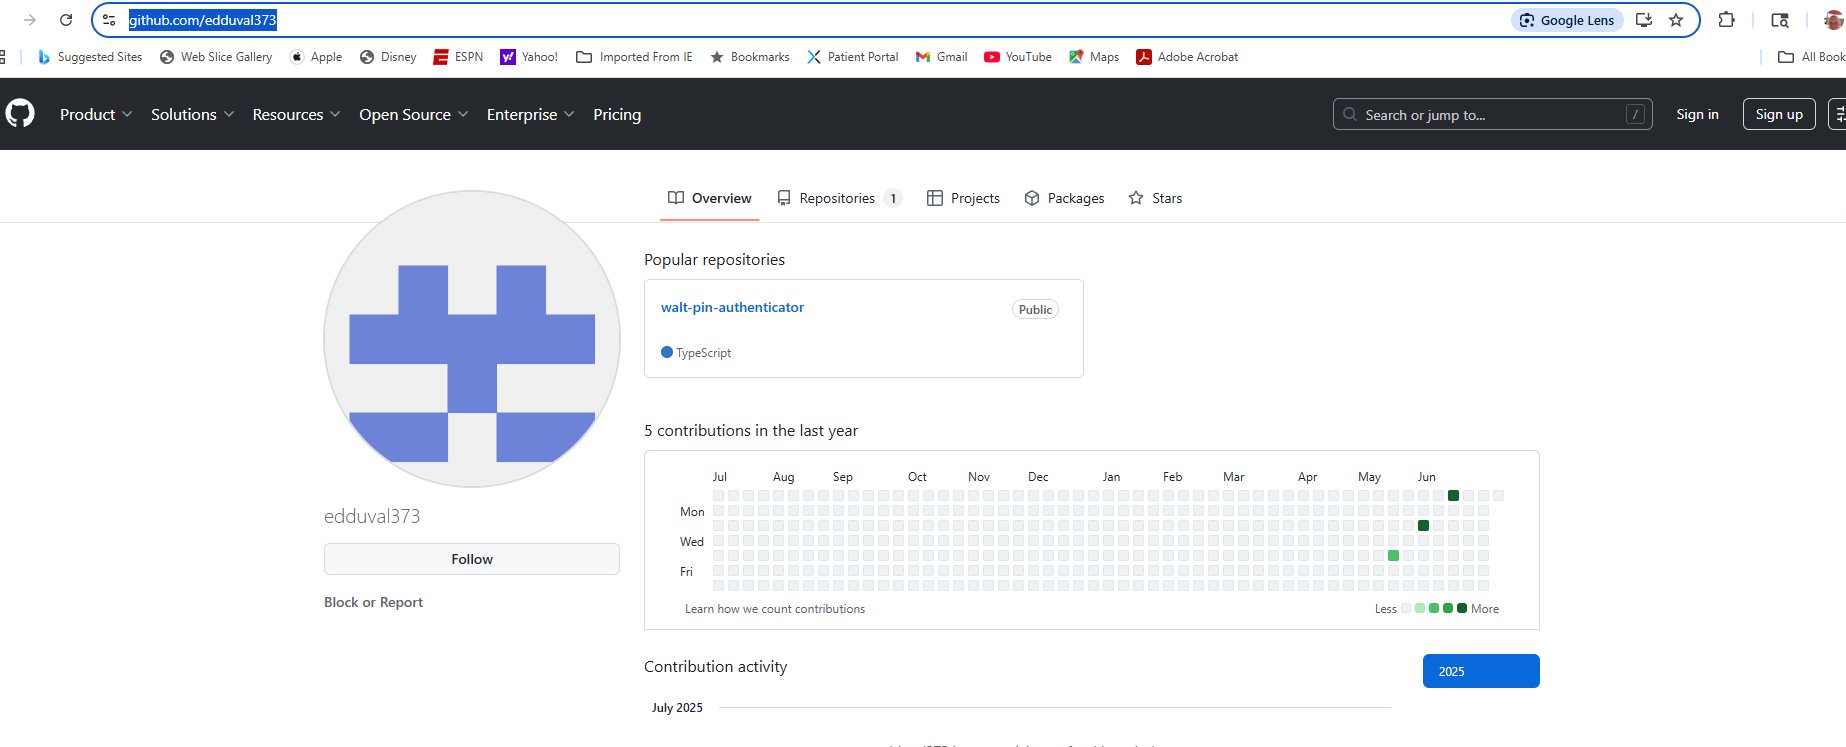 github.com/edduval373
Google Lens
Suggested Sites Web Slice Gallery Apple Disney ESPN Yahoo! Imported From IE Bookmarks Patient Portal Gmail YouTube Maps Adobe Acrobat All Book
Product Solutions Resources Open Source Enterprise Pricing Search or jump to... / Sign in Sign up
Overview Repositories 1 Projects Packages Stars
Popular repositories
walt-pin-authenticator Public
TypeScript
5 contributions in the last year
Jul Aug Sep Oct Nov Dec Jan Feb Mar Apr May Jun
Mon
Wed
Fri
Learn how we count contributions Less More
edduval373
Follow
Block or Report
Contribution activity 2025
July 2025